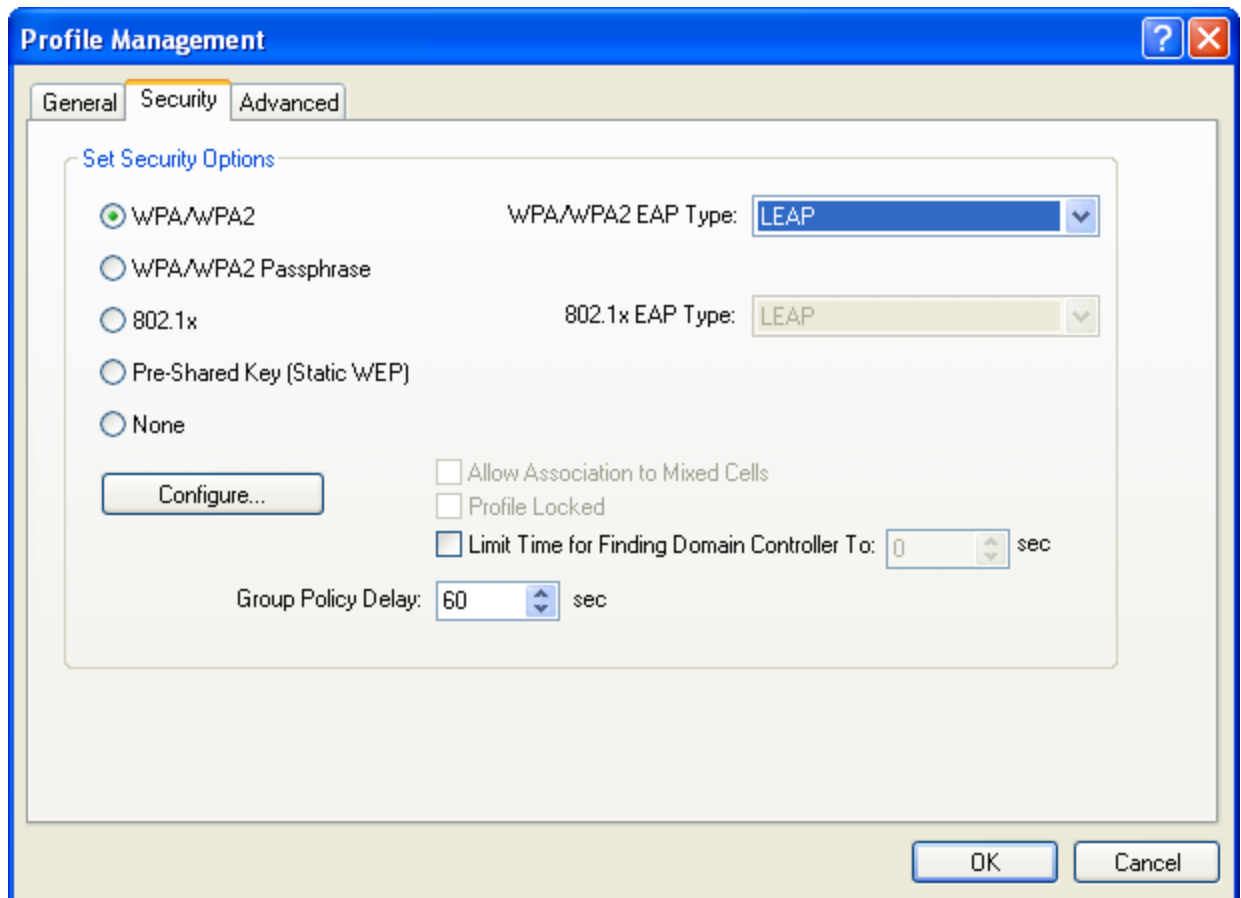 Profile Management
General Security Advanced
Set Security Options
WPA/WPA2 WPA/WPA2 EAP Type: LEAP
WPA/WPA2 Passphrase
802.1x 802.1x EAP Type: LEAP
Pre-Shared Key (Static WEP)
None
Allow Association to Mixed Cells
Configure...
Profile Locked
Limit Time for Finding Domain Controller To: 0 sec
Group Policy Delay: 60 sec
OK Cancel